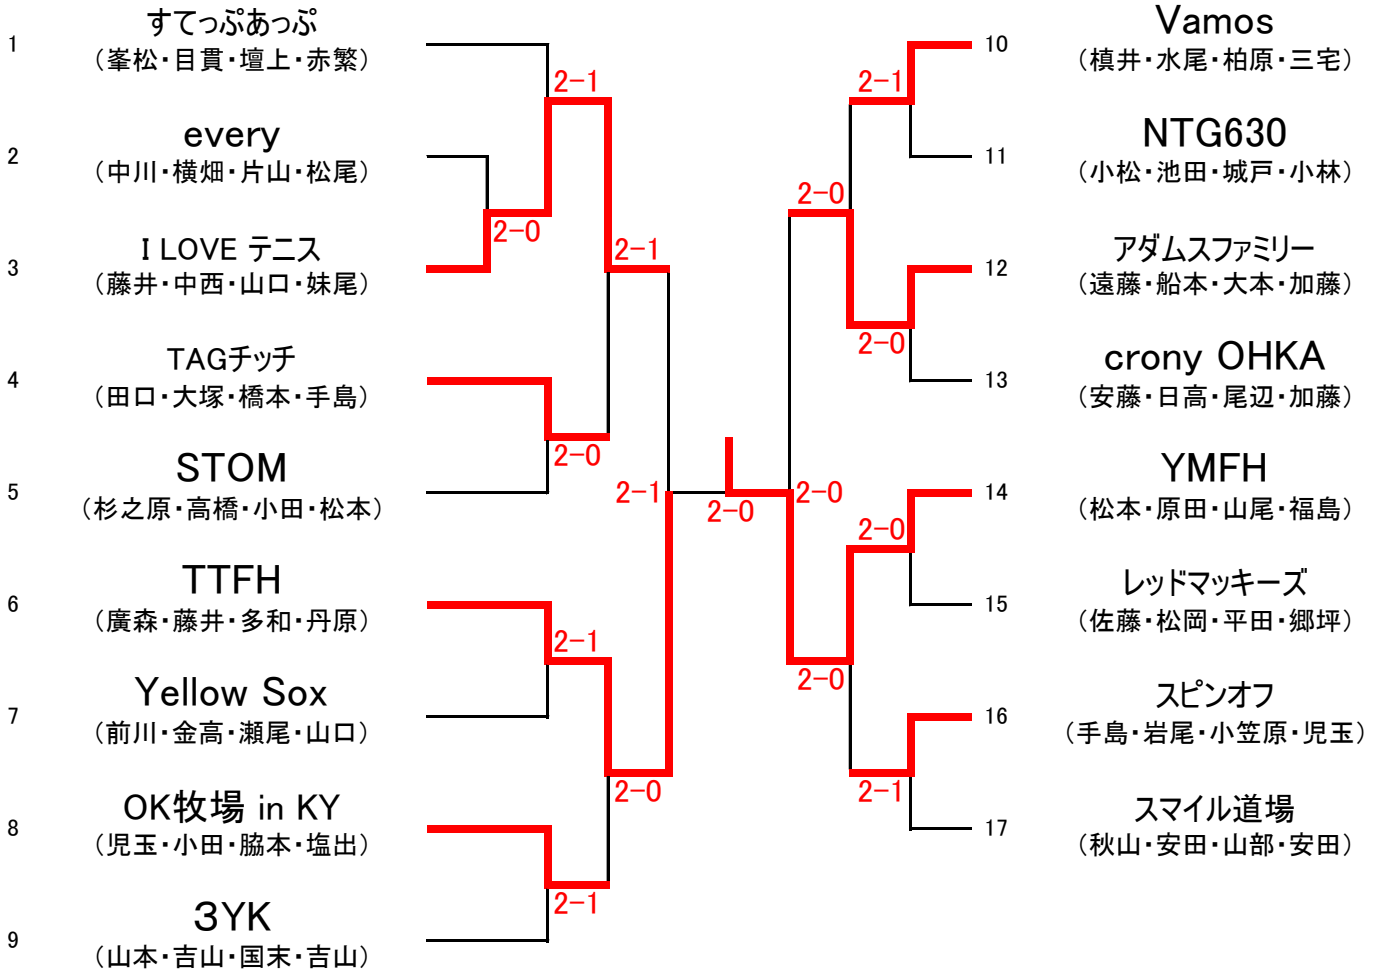 1
すてっぷあっぷ
（峯松・目貫・壇上・赤繁）
2
every
（中川・横畑・片山・松尾）
3
I LOVE テニス
（藤井・中西・山口・妹尾）
4
TAGチッチ
（田口・大塚・橋本・手島）
5
STOM
（杉之原・高橋・小田・松本）
6
TTFH
（廣森・藤井・多和・丹原）
7
Yellow Sox
（前川・金高・瀬尾・山口）
8
OK牧場 in KY
（児玉・小田・脇本・塩出）
9
３YK
（山本・吉山・国末・吉山）
2-1
2-0
2-1
2-0
2-1
2-1
2-0
2-1
2-0
2-1
2-0
2-0
2-0
2-0
2-0
2-1
10
Vamos
（槙井・水尾・柏原・三宅）
11
NTG630
（小松・池田・城戸・小林）
12
アダムスファミリー
（遠藤・船本・大本・加藤）
13
crony OHKA
（安藤・日高・尾辺・加藤）
14
YMFH
（松本・原田・山尾・福島）
15
レッドマッキーズ
（佐藤・松岡・平田・郷坪）
16
スピンオフ
（手島・岩尾・小笠原・児玉）
17
スマイル道場
（秋山・安田・山部・安田）